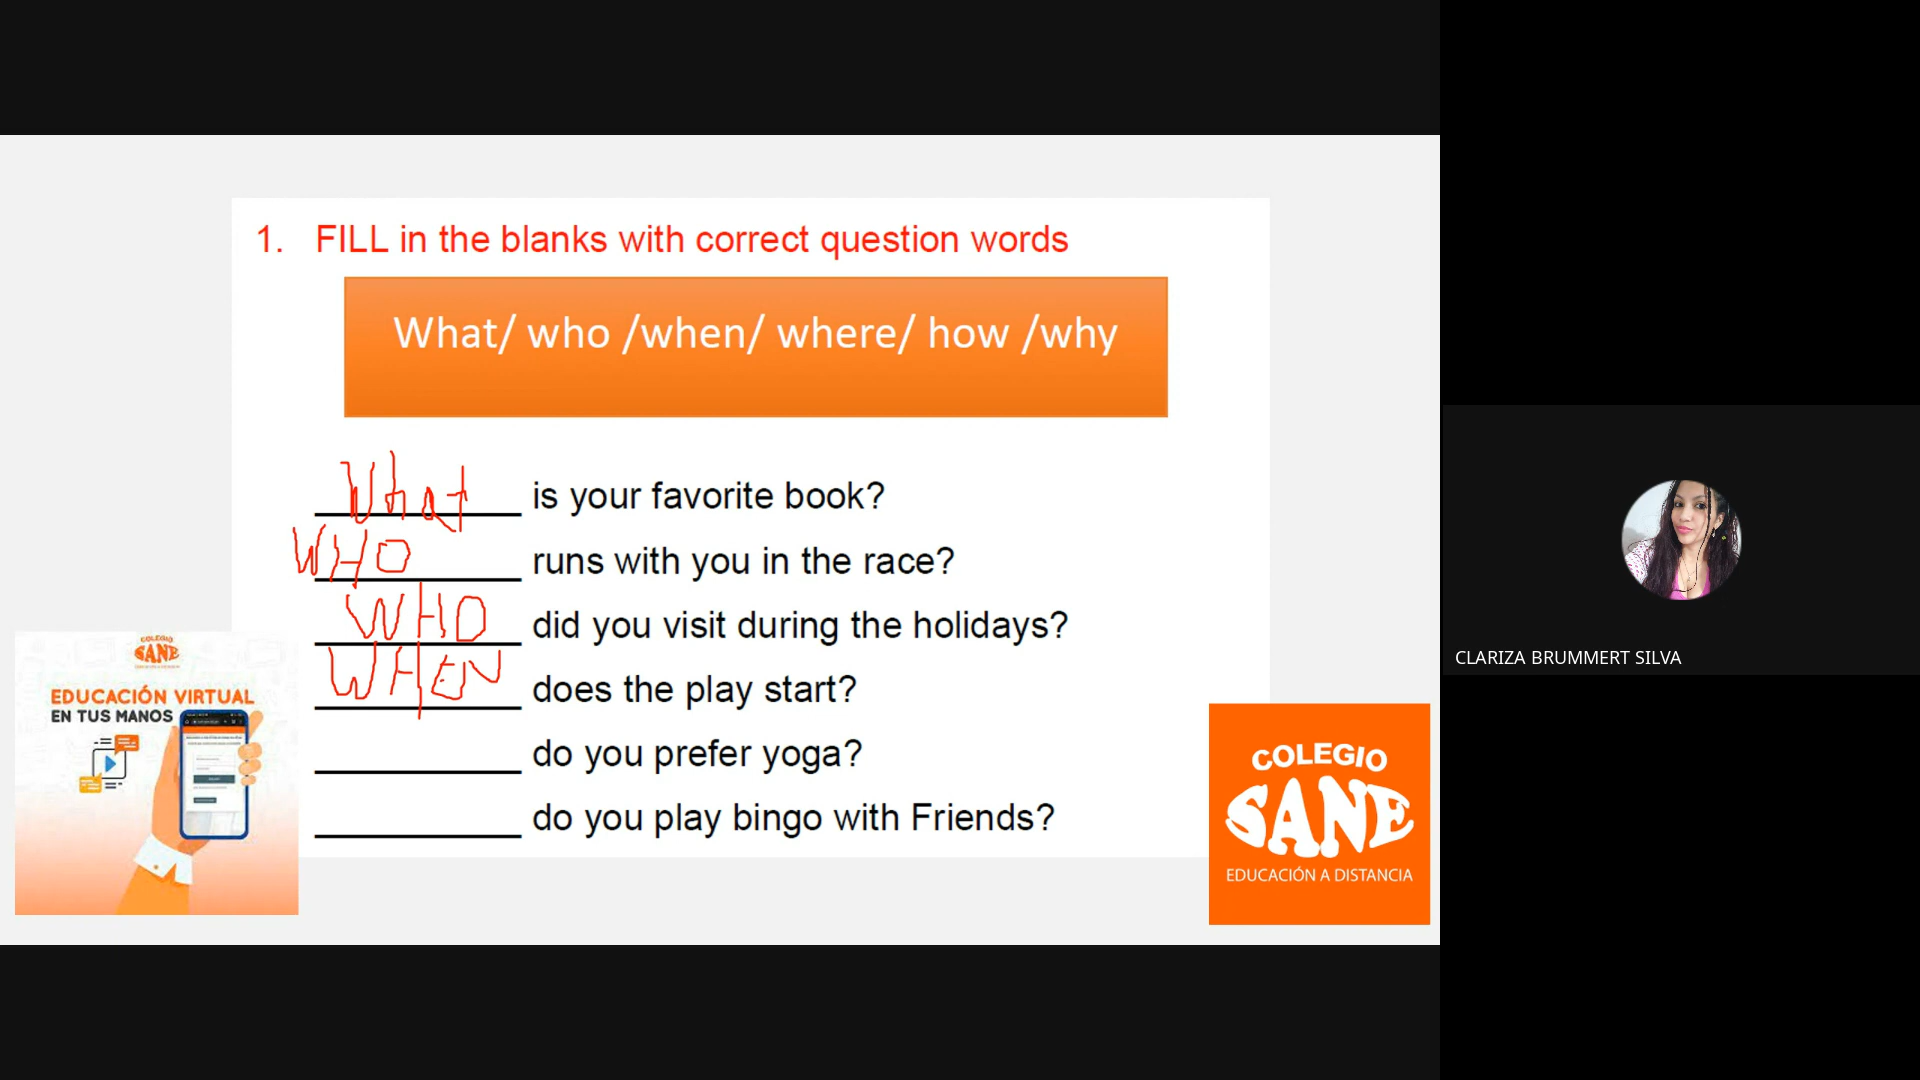 1. FILL in the blanks with correct question words
What/ who /when/ where/ how /why
What is your favorite book?
WHO runs with you in the race?
WHO did you visit during the holidays?
WHEN does the play start?
do you prefer yoga?
do you play bingo with Friends?
COLEGIO
SANE
EDUCACIÓN VIRTUAL
EN TUS MANOS
COLEGIO
SANE
EDUCACIÓN A DISTANCIA
CLARIZA BRUMMERT SILVA